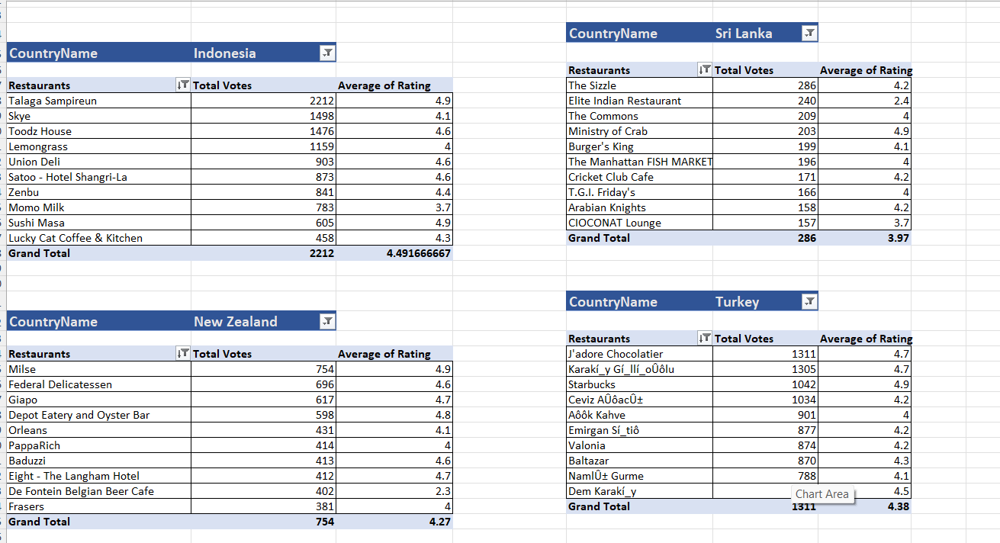 CountryName Indonesia
Restaurants Total Votes Average of Rating
Talaga Sampireun 2212 4.9
Skye 1498 4.1
Toodz House 1476 4.6
Lemongrass 1159 4
Union Deli 903 4.6
Satoo - Hotel Shangri-La 873 4.6
Zenbu 841 4.4
Momo Milk 783 3.7
Sushi Masa 605 4.9
Lucky Cat Coffee & Kitchen 458 4.3
Grand Total 2212 4.491666667
CountryName Sri Lanka
Restaurants Total Votes Average of Rating
The Sizzle 286 4.2
Elite Indian Restaurant 240 2.4
The Commons 209 4
Ministry of Crab 203 4.9
Burger's King 199 4.1
The Manhattan FISH MARKET 196 4
Cricket Club Cafe 171 4.2
T.G.I. Friday's 166 4
Arabian Knights 158 4.2
CIOCONAT Lounge 157 3.7
Grand Total 286 3.97
CountryName New Zealand
Restaurants Total Votes Average of Rating
Milse 754 4.9
Federal Delicatessen 696 4.6
Giapo 617 4.7
Depot Eatery and Oyster Bar 598 4.8
Orleans 431 4.1
PappaRich 414 4
Baduzzi 413 4.6
Eight - The Langham Hotel 412 4.7
De Fontein Belgian Beer Cafe 402 2.3
Frasers 381 4
Grand Total 754 4.27
CountryName Turkey
Restaurants Total Votes Average of Rating
J'adore Chocolatier 1311 4.7
Karakí_y Gí_llí_oÛôlu 1305 4.7
Starbucks 1042 4.9
Ceviz AÛôacÛ± 1034 4.2
Aôôk Kahve 901 4
Emirgan Sí_tiô 877 4.2
Valonia 874 4.2
Baltazar 870 4.3
NamlÛ± Gurme 788 4.1
Dem Karakí_y 4.5
Chart Area
Grand Total 1311 4.38